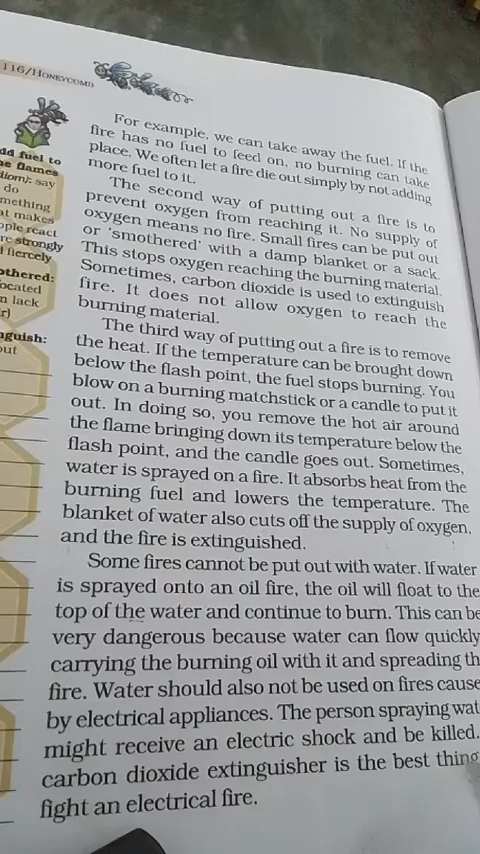 116/HONEYCOMB
dd fuel to
e flames
diom): say
do
mething
at makes
ople react
re strongly
d fiercely
othered:
ocated
n lack
r)
nguish:
out
For example, we can take away the fuel. If the
fire has no fuel to feed on, no burning can take
place. We often let a fire die out simply by not adding
more fuel to it.
The second way of putting out a fire is to
prevent oxygen from reaching it. No supply of
oxygen means no fire. Small fires can be put out
or ‘smothered’ with a damp blanket or a sack.
This stops oxygen reaching the burning material.
Sometimes, carbon dioxide is used to extinguish
fire. It does not allow oxygen to reach the
burning material.
The third way of putting out a fire is to remove
the heat. If the temperature can be brought down
below the flash point, the fuel stops burning. You
blow on a burning matchstick or a candle to put it
out. In doing so, you remove the hot air around
the flame bringing down its temperature below the
flash point, and the candle goes out. Sometimes,
water is sprayed on a fire. It absorbs heat from the
burning fuel and lowers the temperature. The
blanket of water also cuts off the supply of oxygen,
and the fire is extinguished.
Some fires cannot be put out with water. If water
is sprayed onto an oil fire, the oil will float to the
top of the water and continue to burn. This can be
very dangerous because water can flow quickly
carrying the burning oil with it and spreading th
fire. Water should also not be used on fires cause
by electrical appliances. The person spraying wat
might receive an electric shock and be killed.
carbon dioxide extinguisher is the best thing
fight an electrical fire.